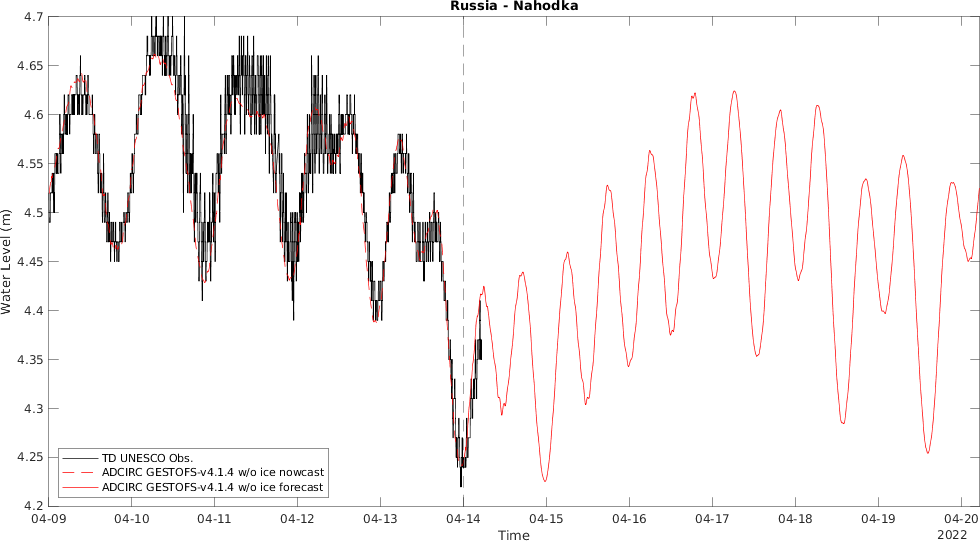 Russia - Nahodka
4.7
4.65
4.6
4.55
4.5
4.45
4.4
4.35
4.3
4.25
4.2
Water Level (m)
TD UNESCO Obs.
ADCIRC GESTOFS-v4.1.4 w/o ice nowcast
ADCIRC GESTOFS-v4.1.4 w/o ice forecast
04-09 04-10 04-11 04-12 04-13 04-14 04-15 04-16 04-17 04-18 04-19 04-20
Time
2022